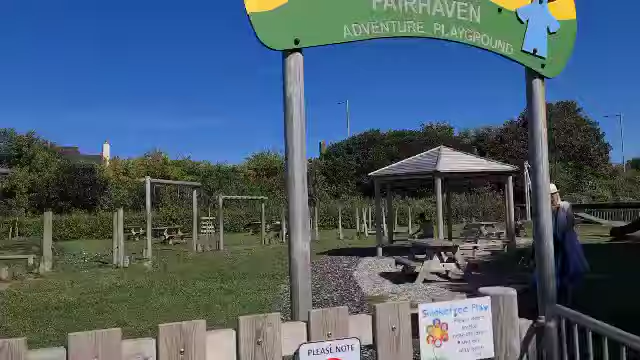 FAIRHAVEN
ADVENTURE PLAYGROUND
Smokefree Play
PLEASE NOTE